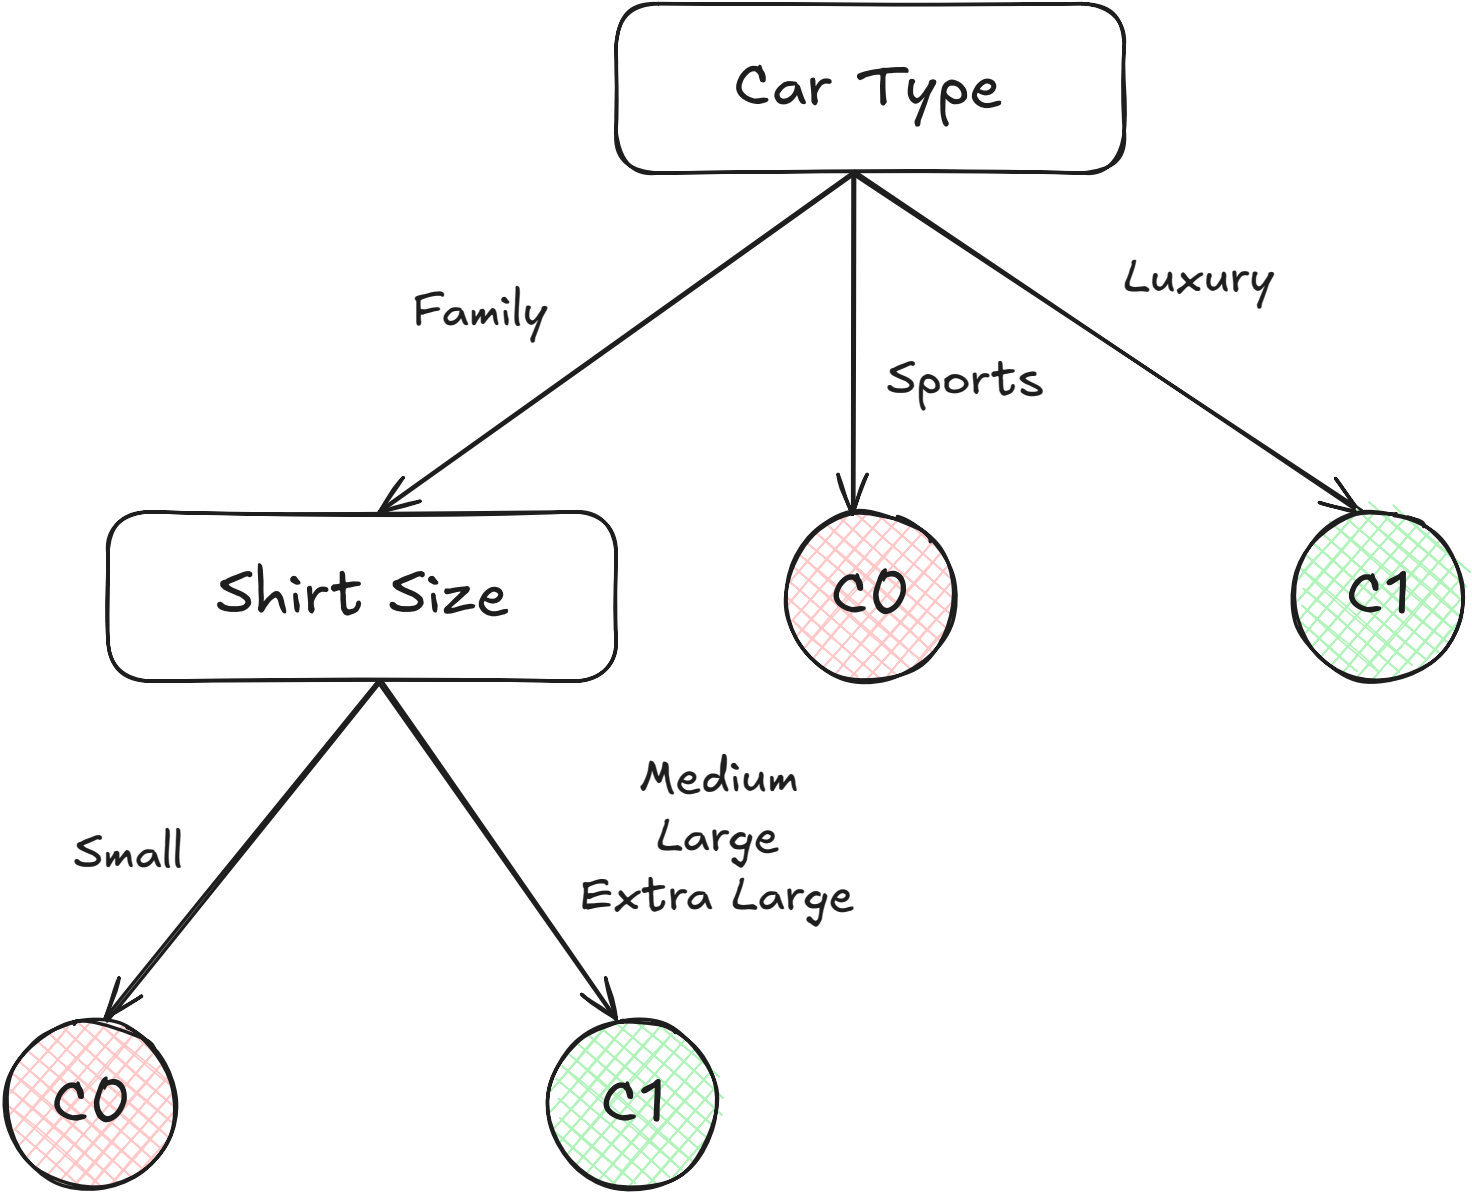 Car Type
Family
Sports
Luxury
Shirt Size
C0
C1
Small
Medium
Large
Extra Large
C0
C1